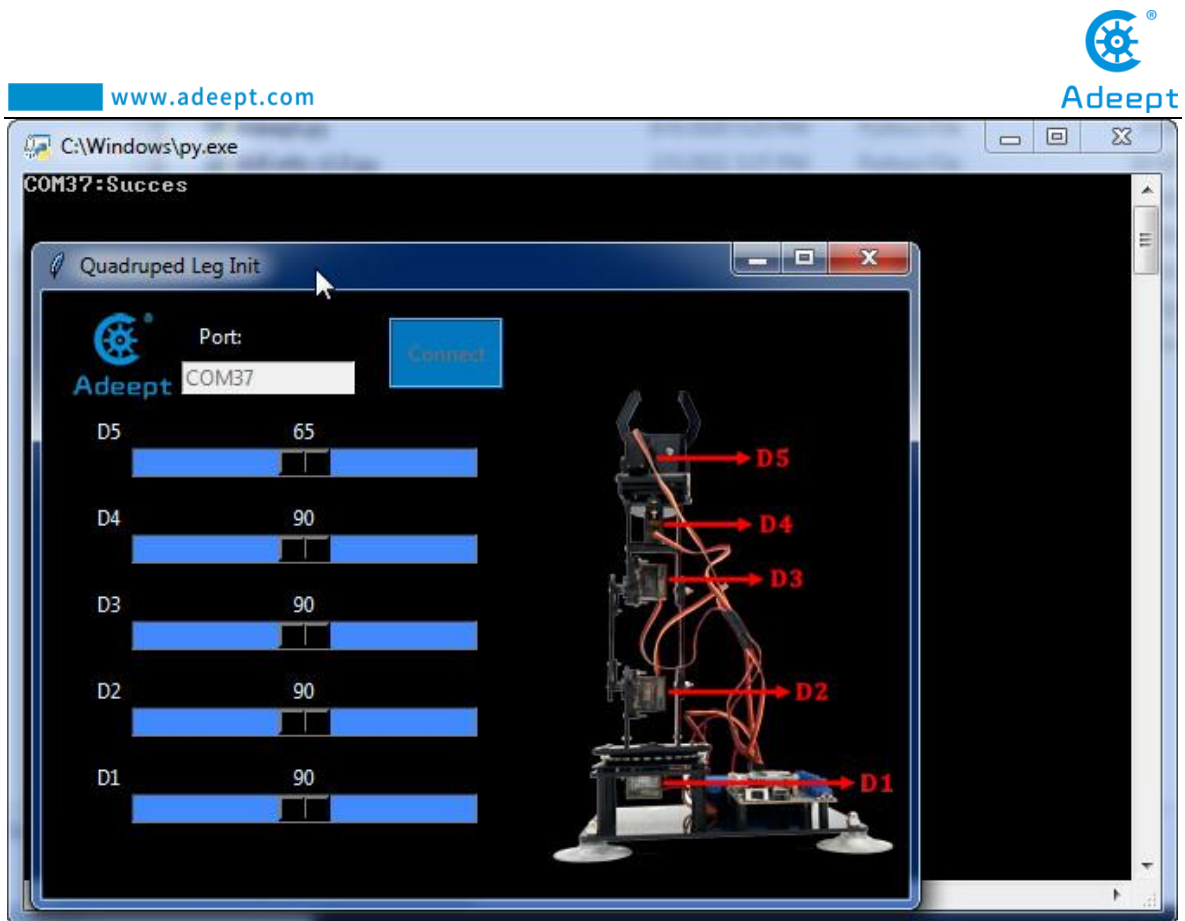 ®
Adeept
www.adeept.com
C:\Windows\py.exe
COM37:Succes
Quadruped Leg Init
Adeept
Port:
COM37
Connect
D5 65
D4 90
D3 90
D2 90
D1 90
D5
D4
D3
D2
D1